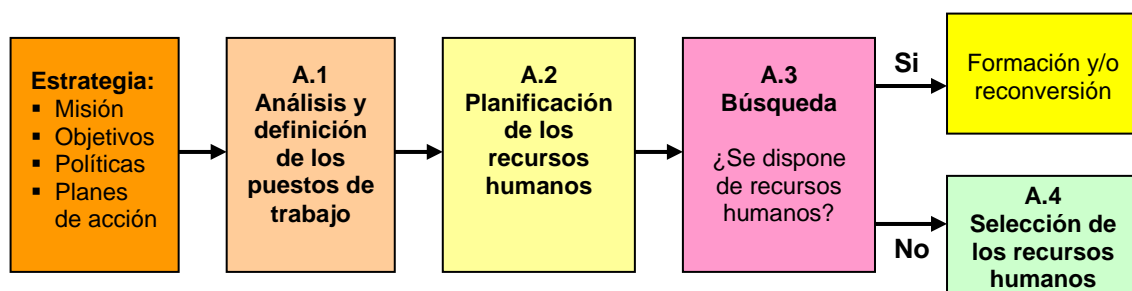 Estrategia:
▪ Misión
▪ Objetivos
▪ Políticas
▪ Planes
de acción
A.1
Análisis y
definición
de los
puestos de
trabajo
A.2
Planificación
de los
recursos
humanos
A.3
Búsqueda
¿Se dispone
de recursos
humanos?
Si
Formación y/o
reconversión
No
A.4
Selección de
los recursos
humanos